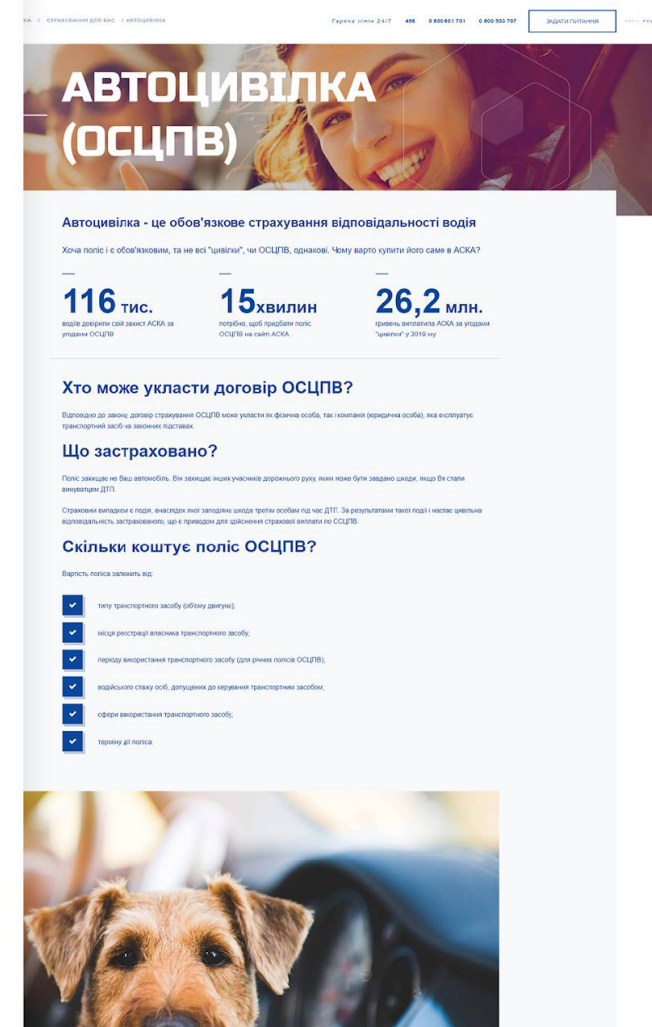 НА / СТРАХУВАННЯ ДЛЯ ВАС / АВТОЦИВІЛКА
Гаряча лінія 24/7 456 0 800 601 701 0 800 503 707 ЗАДАТИ ПИТАННЯ
АВТОЦИВІЛКА
(ОСЦПВ)
Автоцивілка - це обов'язкове страхування відповідальності водія
Хоча поліс і є обов'язковим, та не всі "цивілки", чи ОСЦПВ, однакові. Чому варто купити його саме в АСКА?
116 тис. 15хвилин 26,2 млн.
водіїв довірили свій захист АСКА за потрібно, щоб придбати поліс гривень виплатила АСКА за угодами
угодами ОСЦПВ ОСЦПВ на сайті АСКА "цивілки" у 2019 му
Хто може укласти договір ОСЦПВ?
Відповідно до закону, договір страхування ОСЦПВ може укласти як фізична особа, так і компанія (юридична особа), яка експлуатує
транспортний засіб на законних підставах.
Що застраховано?
Поліс захищає не Ваш автомобіль. Він захищає інших учасників дорожнього руху, яким може бути завдано шкоди, якщо Ви стали
винуватцем ДТП.
Страховим випадком є подія, внаслідок якої заподіяна шкода третім особам під час ДТП. За результатами такої події і настає цивільна
відповідальність застрахованого, що є приводом для здійснення страхової виплати по ОСЦПВ.
Скільки коштує поліс ОСЦПВ?
Вартість поліса залежить від:
типу транспортного засобу (об'єму двигуна);
місця реєстрації власника транспортного засобу;
періоду використання транспортного засобу (для річних полісів ОСЦПВ);
водійського стажу осіб, допущених до керування транспортним засобом;
сфери використання транспортного засобу;
терміну дії поліса.